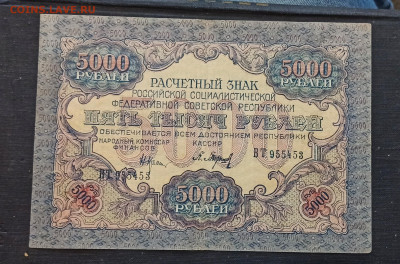 COINS.LAVE.RU
5000 РУБЛЕЙ
5000 РУБЛЕЙ
РАСЧЕТНЫЙ ЗНАК
РОССИЙСКОЙ СОЦИАЛИСТИЧЕСКОЙ
ФЕДЕРАТИВНОЙ СОВЕТСКОЙ РЕСПУБЛИКИ
ПЯТЬ ТЫСЯЧ РУБЛЕЙ
ОБЕСПЕЧИВАЕТСЯ ВСЕМ ДОСТОЯНИЕМ РЕСПУБЛИКИ
НАРОДНЫЙ КОМИССАР
ФИНАНСОВ
КАССИР
ВТ 955453
ВТ 955453
5000
5000 РУБЛЕЙ
5000